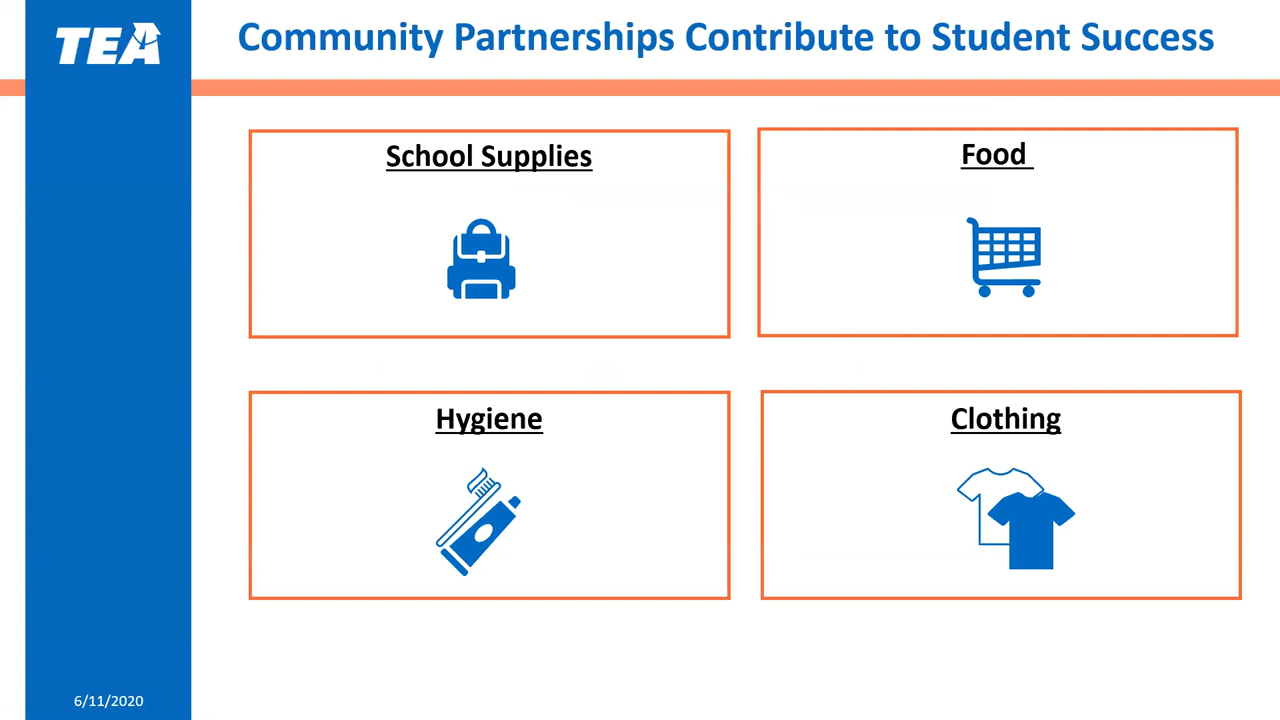 TEA
Community Partnerships Contribute to Student Success
School Supplies
Food
Hygiene
Clothing
6/11/2020